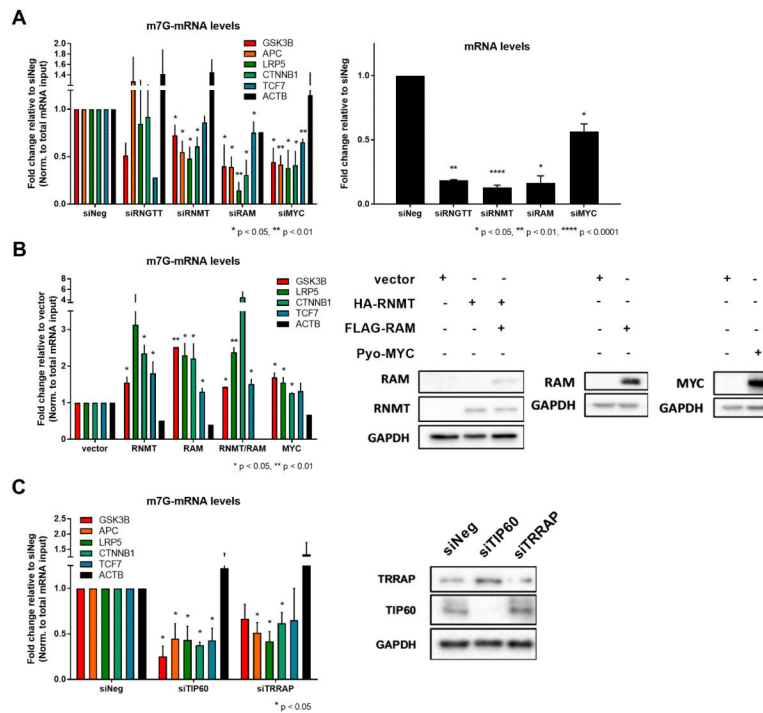 A
m7G-mRNA levels
Fold change relative to siNeg
(Norm. to total mRNA input)
2.0
1.8
1.6
1.4
1.2
1.0
0.5
0.0
GSK3B
APC
LRP5
CTNNB1
TCF7
ACTB
* * * *
* * ** *
* * * * **
siNeg siRNGTT siRNMT siRAM siMYC
* p < 0.05, ** p < 0.01
mRNA levels
Fold change relative to siNeg
1.0
0.5
0.0
** **** * *
siNeg siRNGTT siRNMT siRAM siMYC
* p < 0.05, ** p < 0.01, **** p < 0.0001
B
m7G-mRNA levels
Fold change relative to vector
(Norm. to total mRNA input)
8
6
4
2
1
0
GSK3B
LRP5
CTNNB1
TCF7
ACTB
* * *
** * * *
** *
* * *
vector RNMT RAM RNMT/RAM MYC
* p < 0.05, ** p < 0.01
vector + - - + - + -
HA-RNMT - + + - - - -
FLAG-RAM - - + - + - -
Pyo-MYC - - - - - - +
RAM
RNMT
GAPDH
RAM
GAPDH
MYC
GAPDH
C
m7G-mRNA levels
Fold change relative to siNeg
(Norm. to total mRNA input)
2.5
2.0
1.5
1.0
0.5
0.0
GSK3B
APC
LRP5
CTNNB1
TCF7
ACTB
* * * * *
* * *
siNeg siTIP60 siTRRAP
* p < 0.05
siNeg siTIP60 siTRRAP
TRRAP
TIP60
GAPDH